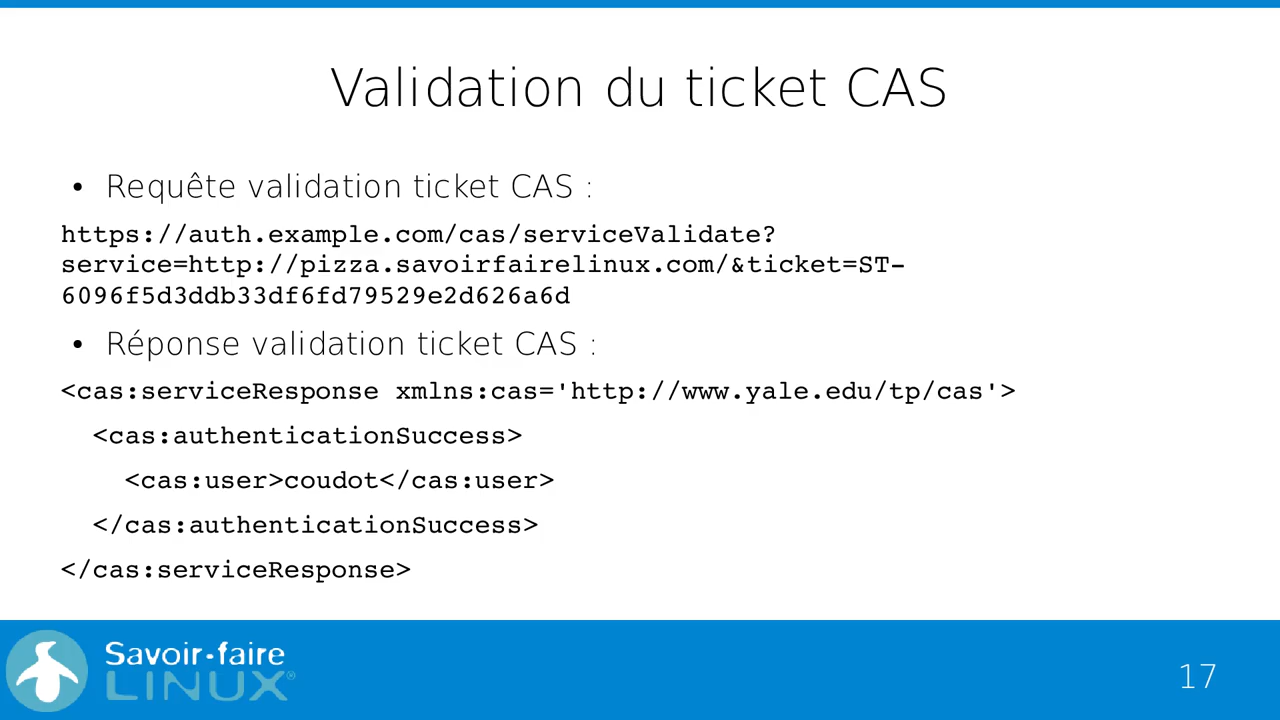 Validation du ticket CAS
• Requête validation ticket CAS :
https://auth.example.com/cas/serviceValidate?
service=http://pizza.savoirfairelinux.com/&ticket=ST-
6096f5d3ddb33df6fd79529e2d626a6d
• Réponse validation ticket CAS :
<cas:serviceResponse xmlns:cas='http://www.yale.edu/tp/cas'>
  <cas:authenticationSuccess>
    <cas:user>coudot</cas:user>
  </cas:authenticationSuccess>
</cas:serviceResponse>
Savoir-faire
LINUX®
17